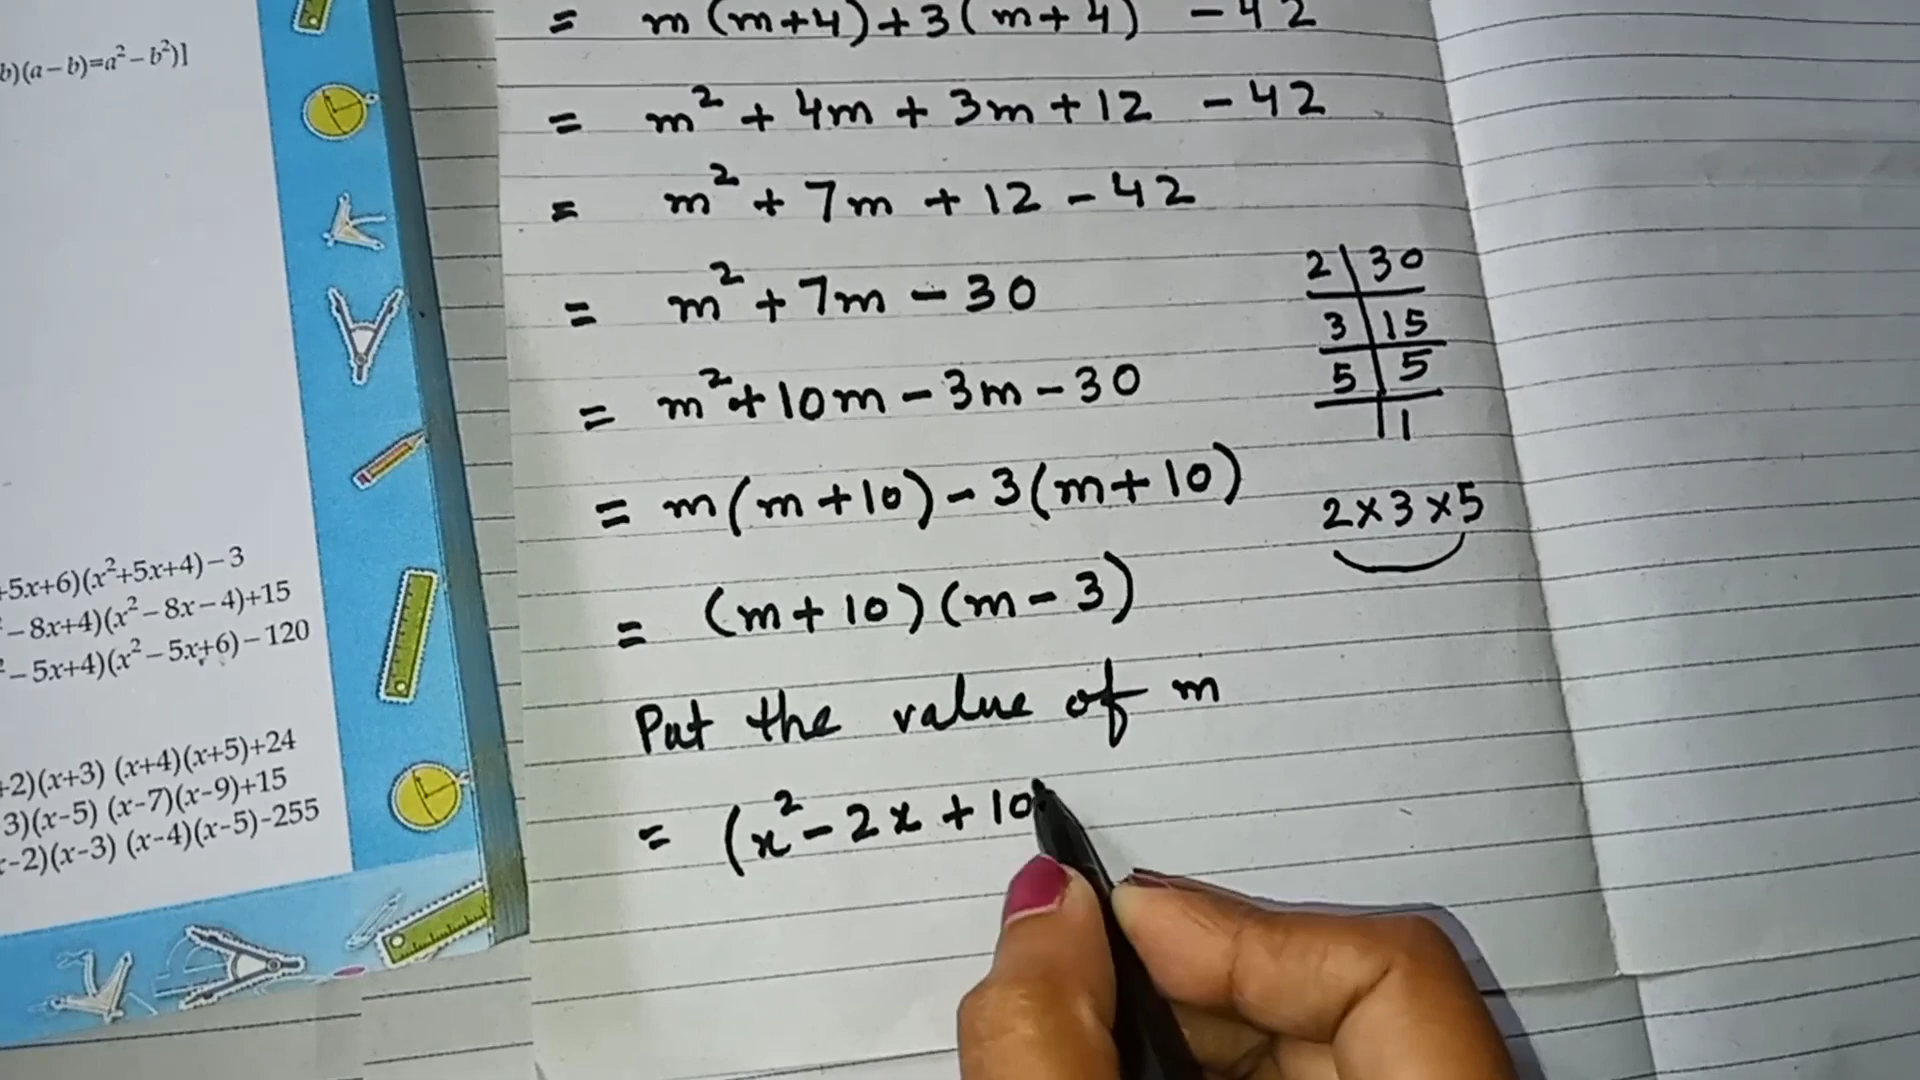 b)(a-b)=a²-b²)]
+5x+6)(x²+5x+4)-3
-8x+4)(x²-8x-4)+15
-5x+4)(x²-5x+6)-120
+2)(x+3) (x+4)(x+5)+24
3)(x-5) (x-7)(x-9)+15
-2)(x-3) (x-4)(x-5)-255
= m(m+4)+3(m+4) -42
= m² + 4m + 3m + 12 - 42
= m² + 7m + 12 - 42
= m² + 7m - 30
= m² + 10m - 3m - 30
= m(m+10) - 3(m+10)
= (m+10)(m-3)
Put the value of m
= (x² - 2x + 10
2 | 30
3 | 15
5 | 5
| 1
2×3×5